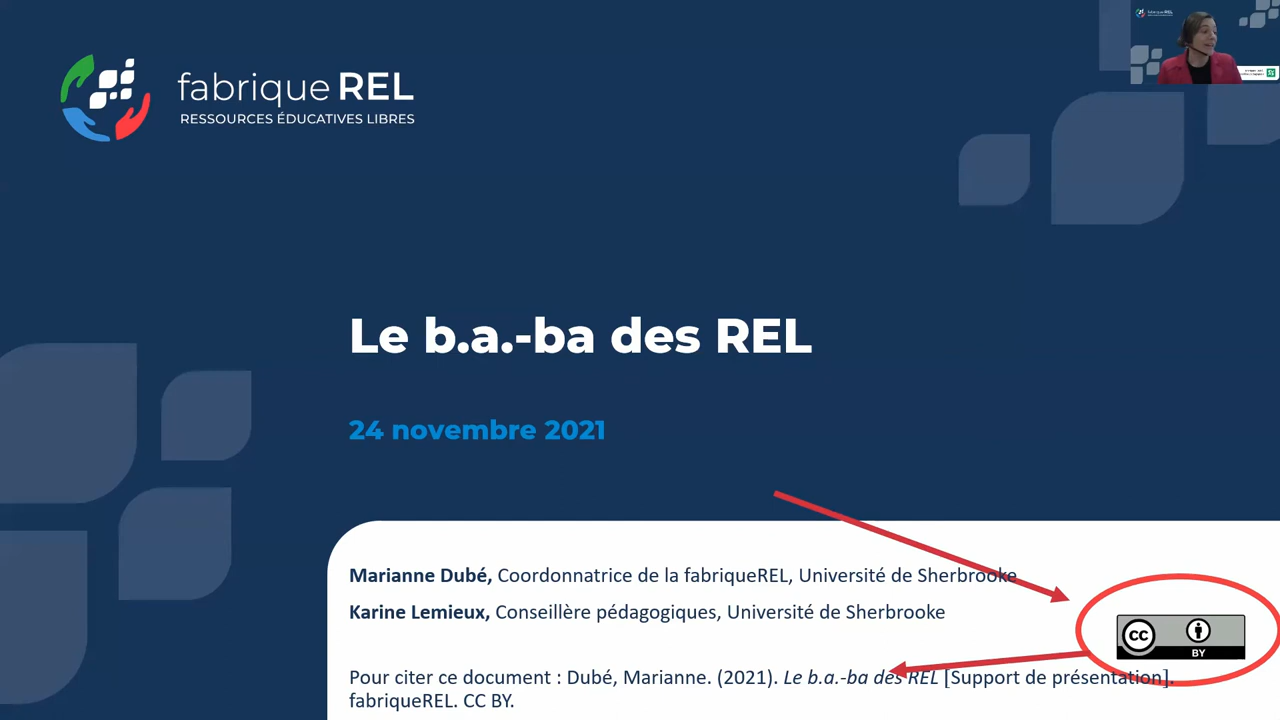 fabrique REL
RESSOURCES ÉDUCATIVES LIBRES
Le b.a.-ba des REL
24 novembre 2021
Marianne Dubé, Coordonnatrice de la fabriqueREL, Université de Sherbrooke
Karine Lemieux, Conseillère pédagogiques, Université de Sherbrooke
CC BY
Pour citer ce document : Dubé, Marianne. (2021). Le b.a.-ba des REL [Support de présentation].
fabriqueREL. CC BY.